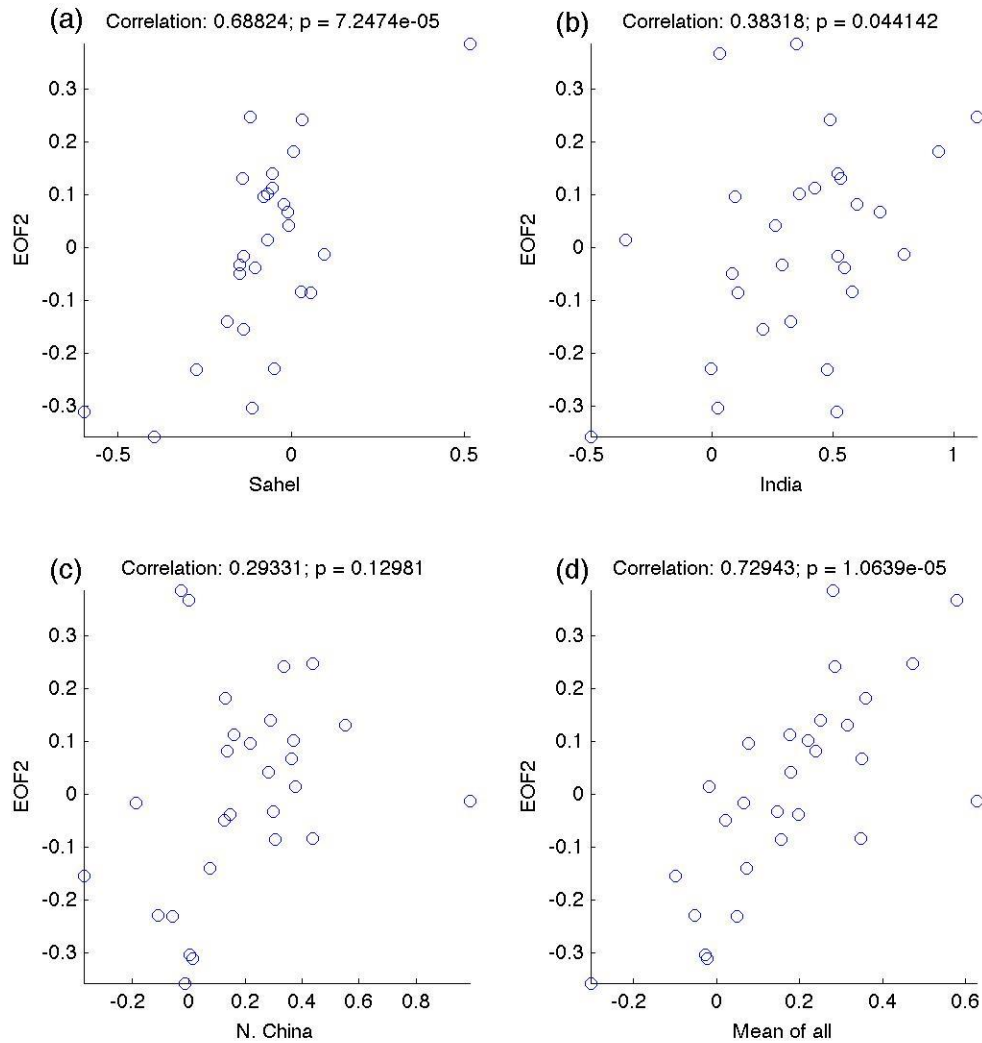 (a) Correlation: 0.68824; p = 7.2474e-05
0.3
0.2
0.1
0
-0.1
-0.2
-0.3
EOF2
-0.5 0 0.5
Sahel
(b) Correlation: 0.38318; p = 0.044142
0.3
0.2
0.1
0
-0.1
-0.2
-0.3
EOF2
-0.5 0 0.5 1
India
(c) Correlation: 0.29331; p = 0.12981
0.3
0.2
0.1
0
-0.1
-0.2
-0.3
EOF2
-0.2 0 0.2 0.4 0.6 0.8
N. China
(d) Correlation: 0.72943; p = 1.0639e-05
0.3
0.2
0.1
0
-0.1
-0.2
-0.3
EOF2
-0.2 0 0.2 0.4 0.6
Mean of all